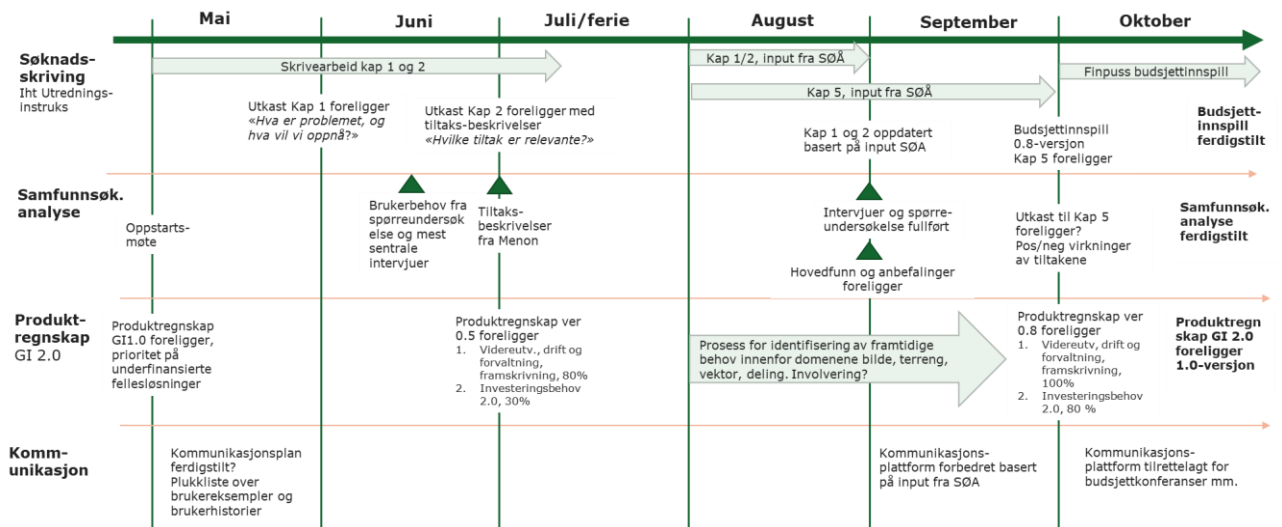 Mai
Juni
Juli/ferie
August
September
Oktober
Søknads-
skriving
Iht Utrednings-
instruks
Skrivearbeid kap 1 og 2
Kap 1/2, input fra SØÅ
Kap 5, input fra SØÅ
Finpuss budsjettinnspill
Utkast Kap 1 foreligger
«Hva er problemet, og
hva vil vi oppnå?»
Utkast Kap 2 foreligger med
tiltaks-beskrivelser
«Hvilke tiltak er relevante?»
Kap 1 og 2 oppdatert
basert på input SØA
Budsjettinnspill
0.8-versjon
Kap 5 foreligger
Budsjett-
innspill
ferdigstilt
Samfunnsøk.
analyse
Oppstarts-
møte
Brukerbehov fra
spørreundersøk
else og mest
sentrale
intervjuer
Tiltaks-
beskrivelser
fra Menon
Intervjuer og spørre-
undersøkelse fullført
Hovedfunn og anbefalinger
foreligger
Utkast til Kap 5
foreligger?
Pos/neg virkninger
av tiltakene
Samfunnsøk.
analyse
ferdigstilt
Produkt-
regnskap
GI 2.0
Produktregnskap
GI1.0 foreligger,
prioritet på
underfinansierte
fellesløsninger
Produktregnskap ver
0.5 foreligger
1. Videreutv., drift og
forvaltning,
framskrivning, 80%
2. Investeringsbehov
2.0, 30%
Prosess for identifisering av framtidige
behov innenfor domenene bilde, terreng,
vektor, deling. Involvering?
Produktregnskap ver
0.8 foreligger
1. Videreutv, drift og
forvaltning,
framskrivning,
100%
2. Investeringsbehov
2.0, 80 %
Produktregn
skap GI 2.0
foreligger
1.0-versjon
Komm-
unikasjon
Kommunikasjonsplan
ferdigstilt?
Plukkliste over
brukereksempler og
brukerhistorier
Kommunikasjons-
plattform forbedret basert
på input fra SØA
Kommunikasjons-
plattform tilrettelagt for
budsjettkonferanser mm.